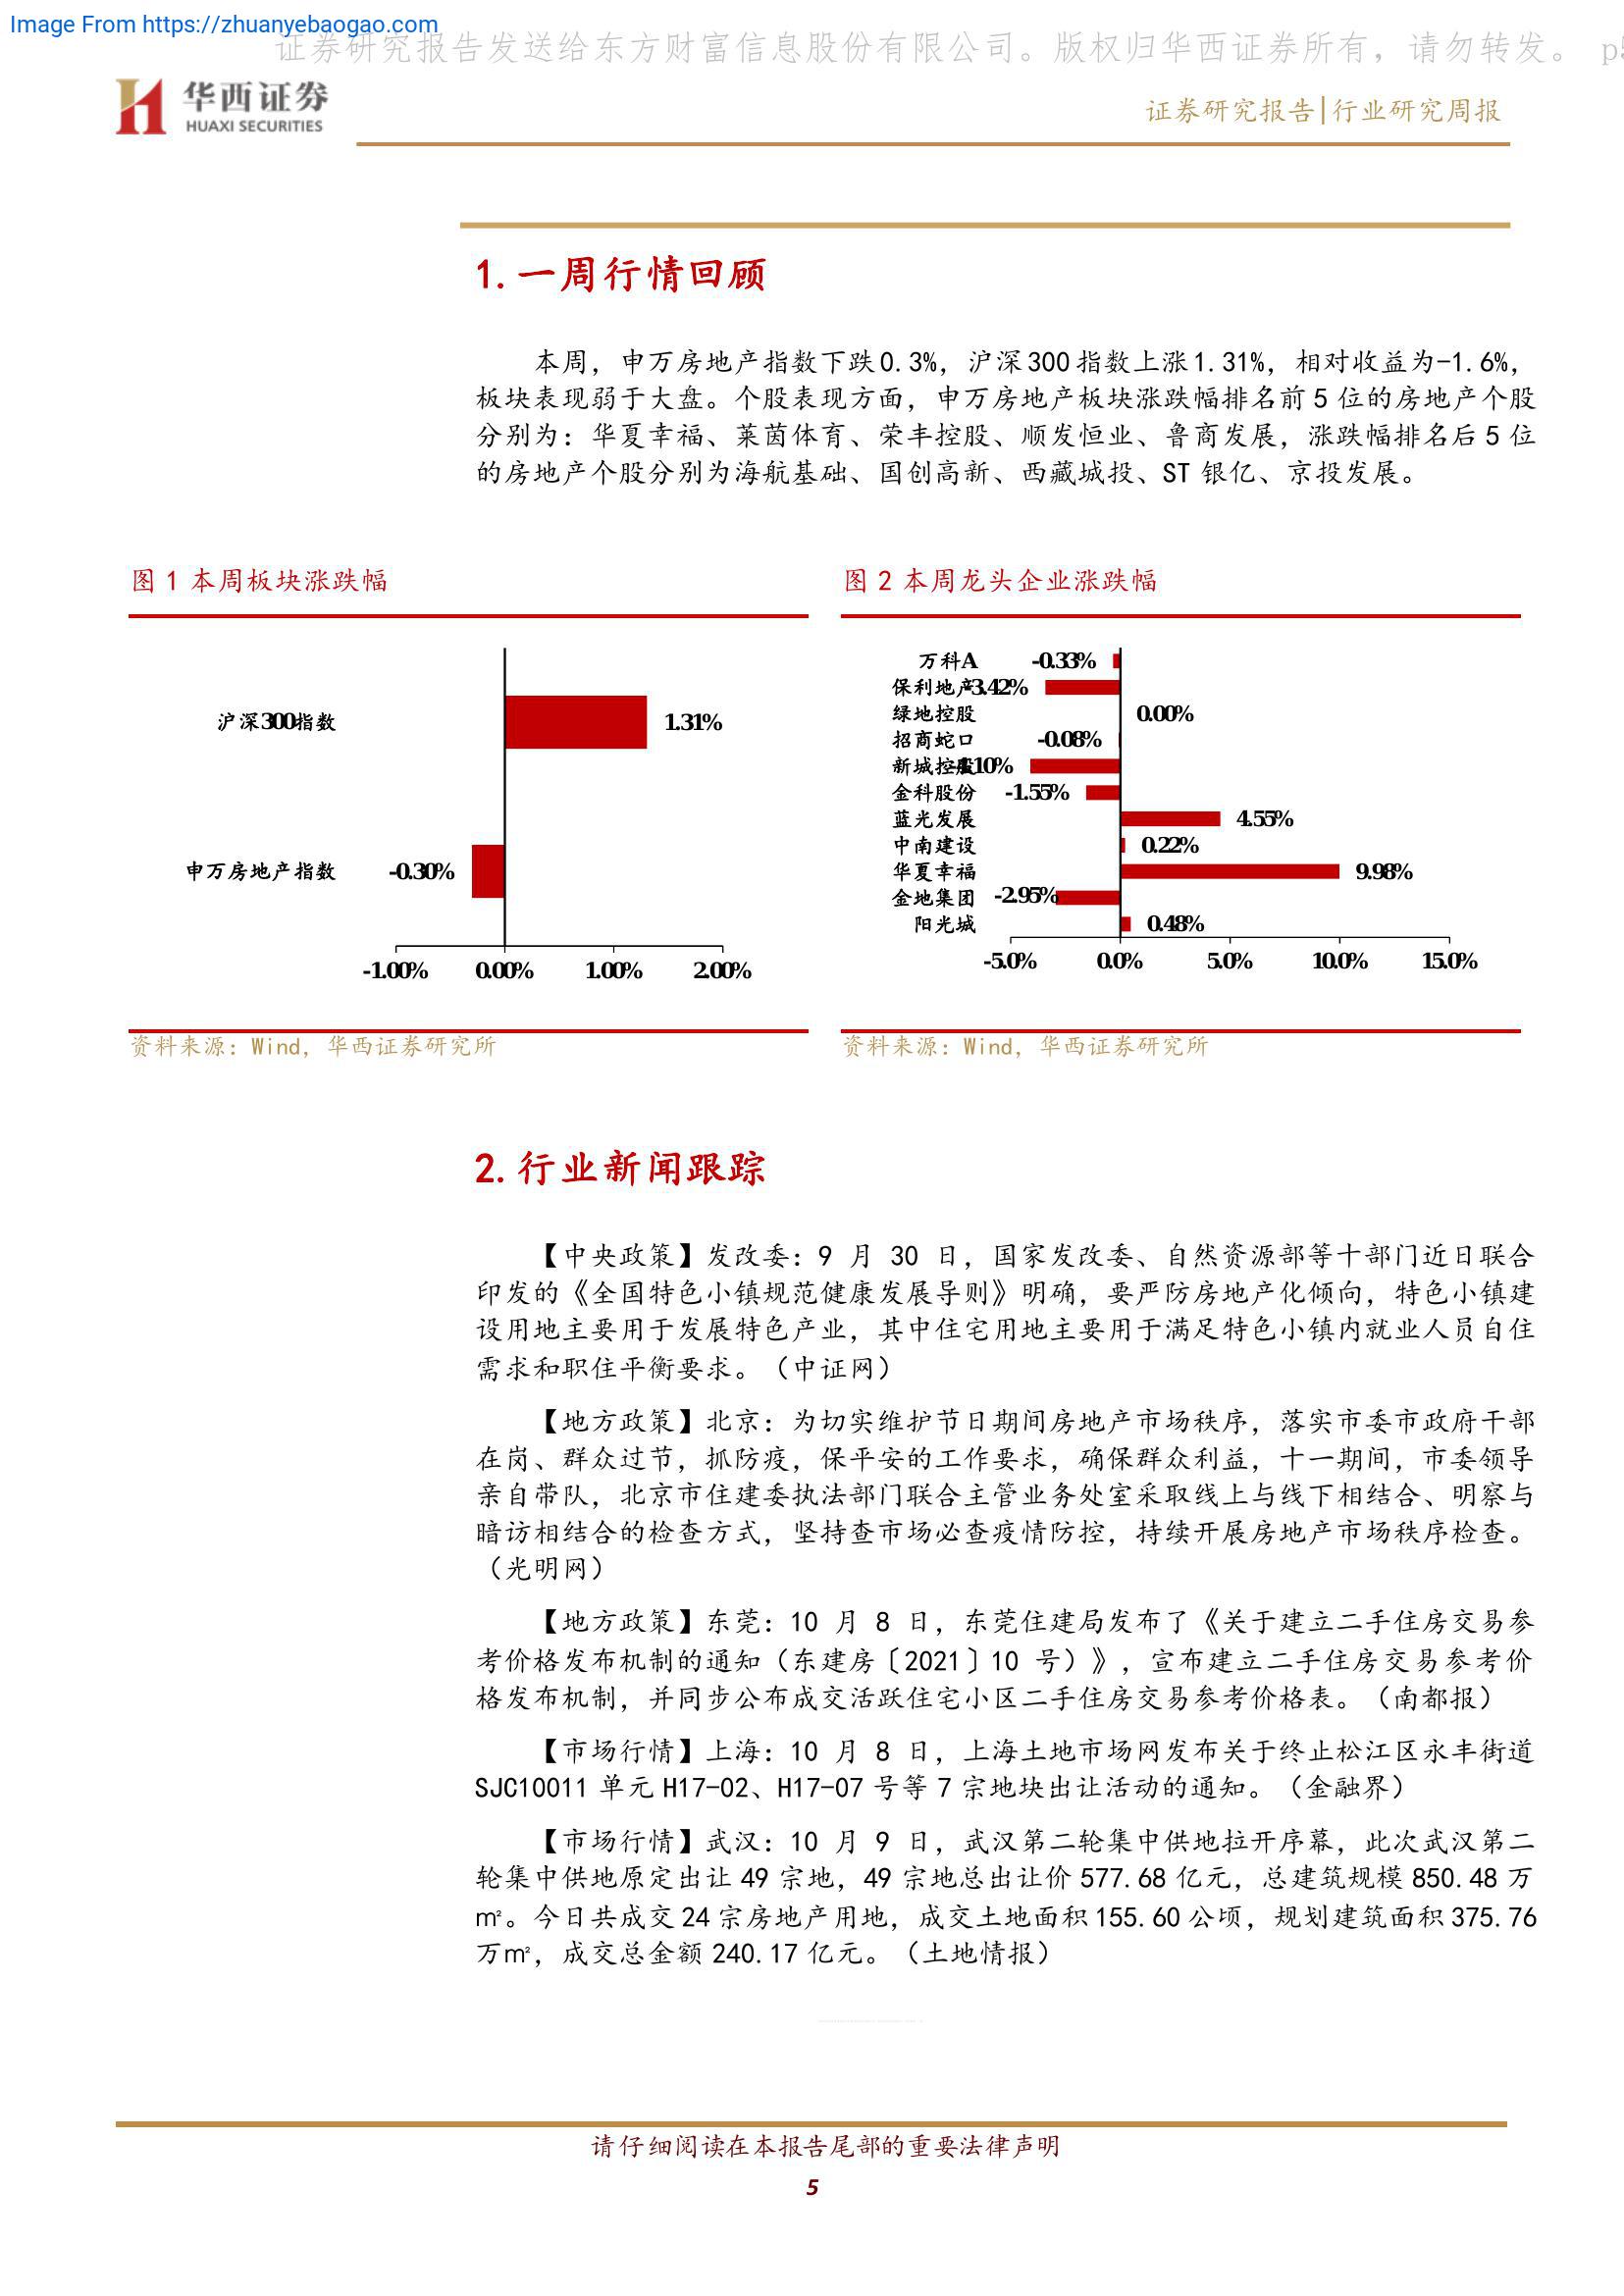 Image From https://zhuanyebaogao.com
证券研究报告发送给东方财富信息股份有限公司。版权归华西证券所有，请勿转发。 p5
华西证券
HUAXI SECURITIES
证券研究报告|行业研究周报
1. 一周行情回顾
本周，申万房地产指数下跌0.3%，沪深300指数上涨1.31%，相对收益为-1.6%，
板块表现弱于大盘。个股表现方面，申万房地产板块涨跌幅排名前 5 位的房地产个股
分别为：华夏幸福、莱茵体育、荣丰控股、顺发恒业、鲁商发展，涨跌幅排名后 5 位
的房地产个股分别为海航基础、国创高新、西藏城投、ST 银亿、京投发展。
图 1 本周板块涨跌幅
沪深300指数
1.31%
申万房地产指数
-0.30%
-1.00% 0.00% 1.00% 2.00%
资料来源：Wind，华西证券研究所
图 2 本周龙头企业涨跌幅
万科A -0.33%
保利地产 -3.42%
绿地控股 0.00%
招商蛇口 -0.08%
新城控股 -4.10%
金科股份 -1.55%
蓝光发展 4.55%
中南建设 0.22%
华夏幸福 9.98%
金地集团 -2.95%
阳光城 0.48%
-5.0% 0.0% 5.0% 10.0% 15.0%
资料来源：Wind，华西证券研究所
2. 行业新闻跟踪
【中央政策】发改委：9 月 30 日，国家发改委、自然资源部等十部门近日联合
印发的《全国特色小镇规范健康发展导则》明确，要严防房地产化倾向，特色小镇建
设用地主要用于发展特色产业，其中住宅用地主要用于满足特色小镇内就业人员自住
需求和职住平衡要求。（中证网）
【地方政策】北京：为切实维护节日期间房地产市场秩序，落实市委市政府干部
在岗、群众过节，抓防疫，保平安的工作要求，确保群众利益，十一期间，市委领导
亲自带队，北京市住建委执法部门联合主管业务处室采取线上与线下相结合、明察与
暗访相结合的检查方式，坚持查市场必查疫情防控，持续开展房地产市场秩序检查。
（光明网）
【地方政策】东莞：10 月 8 日，东莞住建局发布了《关于建立二手住房交易参
考价格发布机制的通知（东建房〔2021〕10 号）》，宣布建立二手住房交易参考价
格发布机制，并同步公布成交活跃住宅小区二手住房交易参考价格表。（南都报）
【市场行情】上海：10 月 8 日，上海土地市场网发布关于终止松江区永丰街道
SJC10011 单元 H17-02、H17-07 号等 7 宗地块出让活动的通知。（金融界）
【市场行情】武汉：10 月 9 日，武汉第二轮集中供地拉开序幕，此次武汉第二
轮集中供地原定出让 49 宗地，49 宗地总出让价 577.68 亿元，总建筑规模 850.48 万
㎡。今日共成交 24 宗房地产用地，成交土地面积 155.60 公顷，规划建筑面积 375.76
万㎡，成交总金额 240.17 亿元。（土地情报）
请仔细阅读在本报告尾部的重要法律声明
5